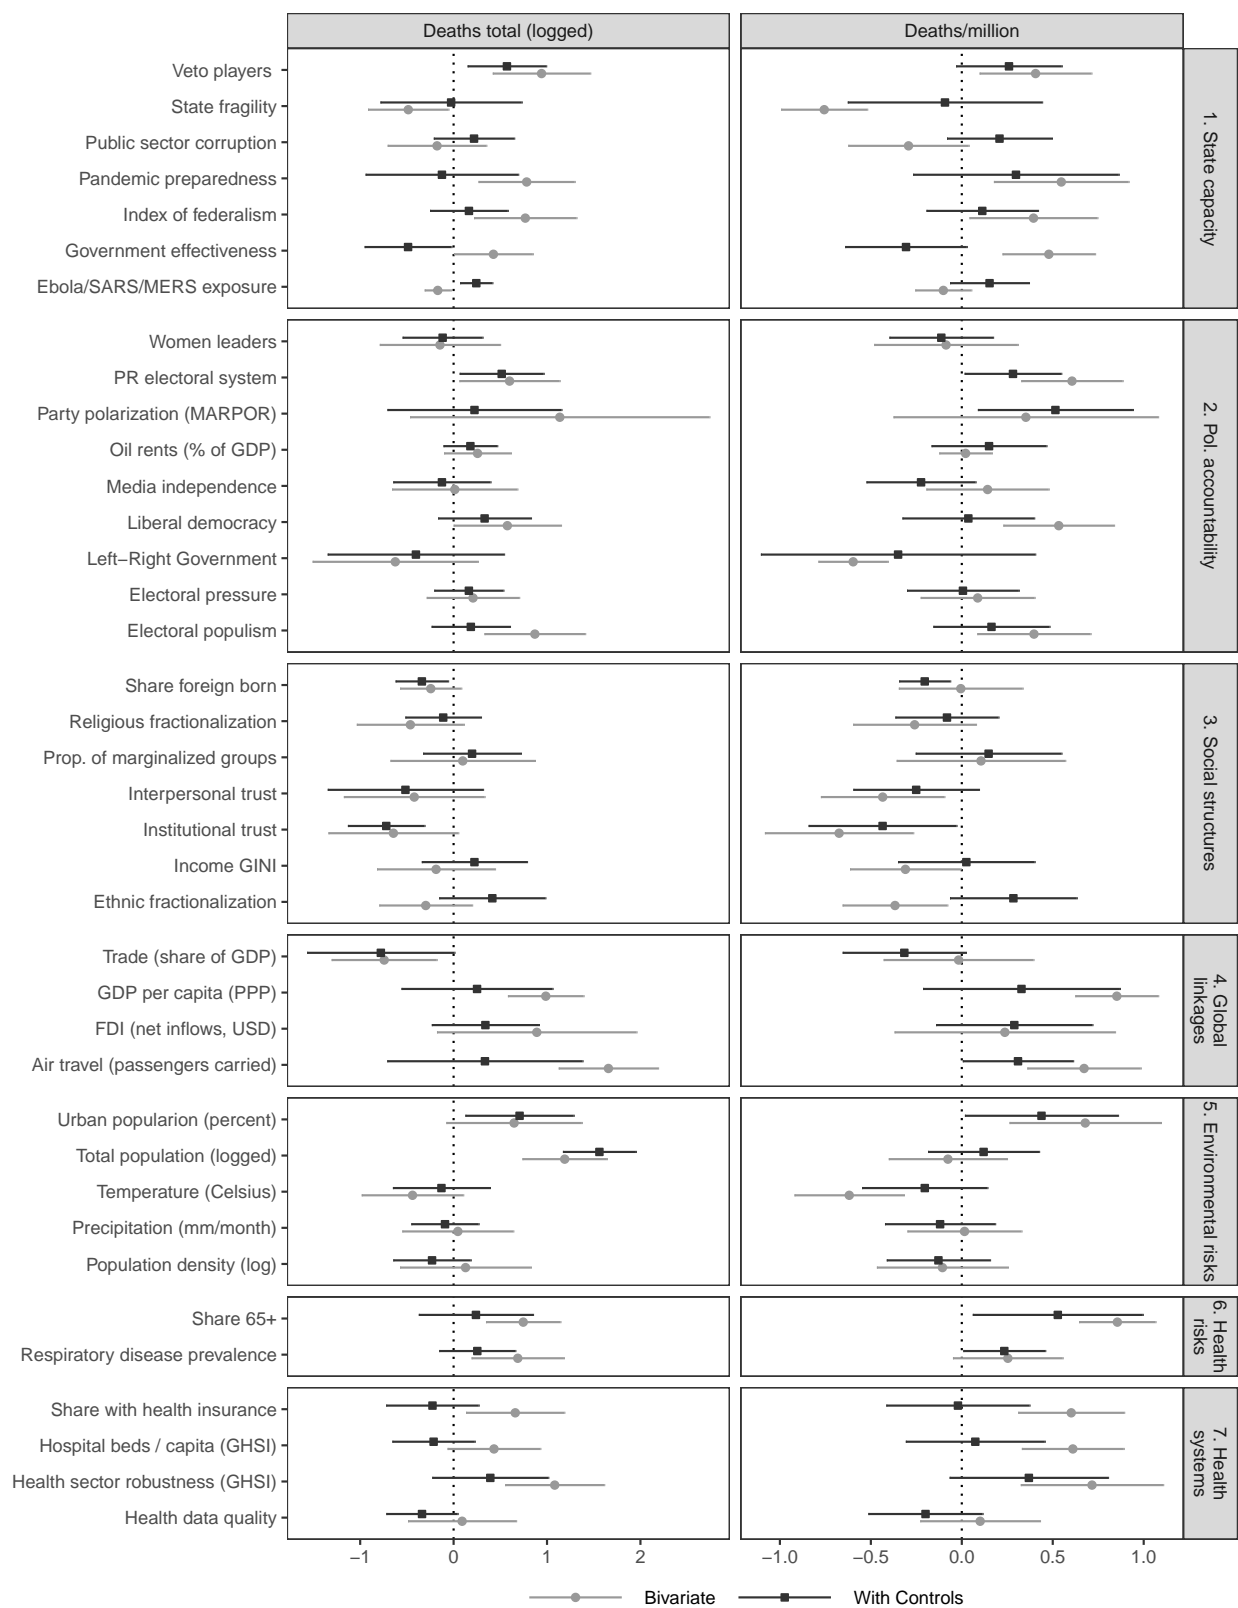 Deaths total (logged)
Deaths/million
Veto players
State fragility
Public sector corruption
Pandemic preparedness
Index of federalism
Government effectiveness
Ebola/SARS/MERS exposure
1. State capacity
Women leaders
PR electoral system
Party polarization (MARPOR)
Oil rents (% of GDP)
Media independence
Liberal democracy
Left−Right Government
Electoral pressure
Electoral populism
2. Pol. accountability
Share foreign born
Religious fractionalization
Prop. of marginalized groups
Interpersonal trust
Institutional trust
Income GINI
Ethnic fractionalization
3. Social structures
Trade (share of GDP)
GDP per capita (PPP)
FDI (net inflows, USD)
Air travel (passengers carried)
4. Global
linkages
Urban popularion (percent)
Total population (logged)
Temperature (Celsius)
Precipitation (mm/month)
Population density (log)
5. Environmental risks
Share 65+
Respiratory disease prevalence
6. Health
risks
Share with health insurance
Hospital beds / capita (GHSI)
Health sector robustness (GHSI)
Health data quality
7. Health
systems
−1 0 1 2
−1.0 −0.5 0.0 0.5 1.0
Bivariate With Controls